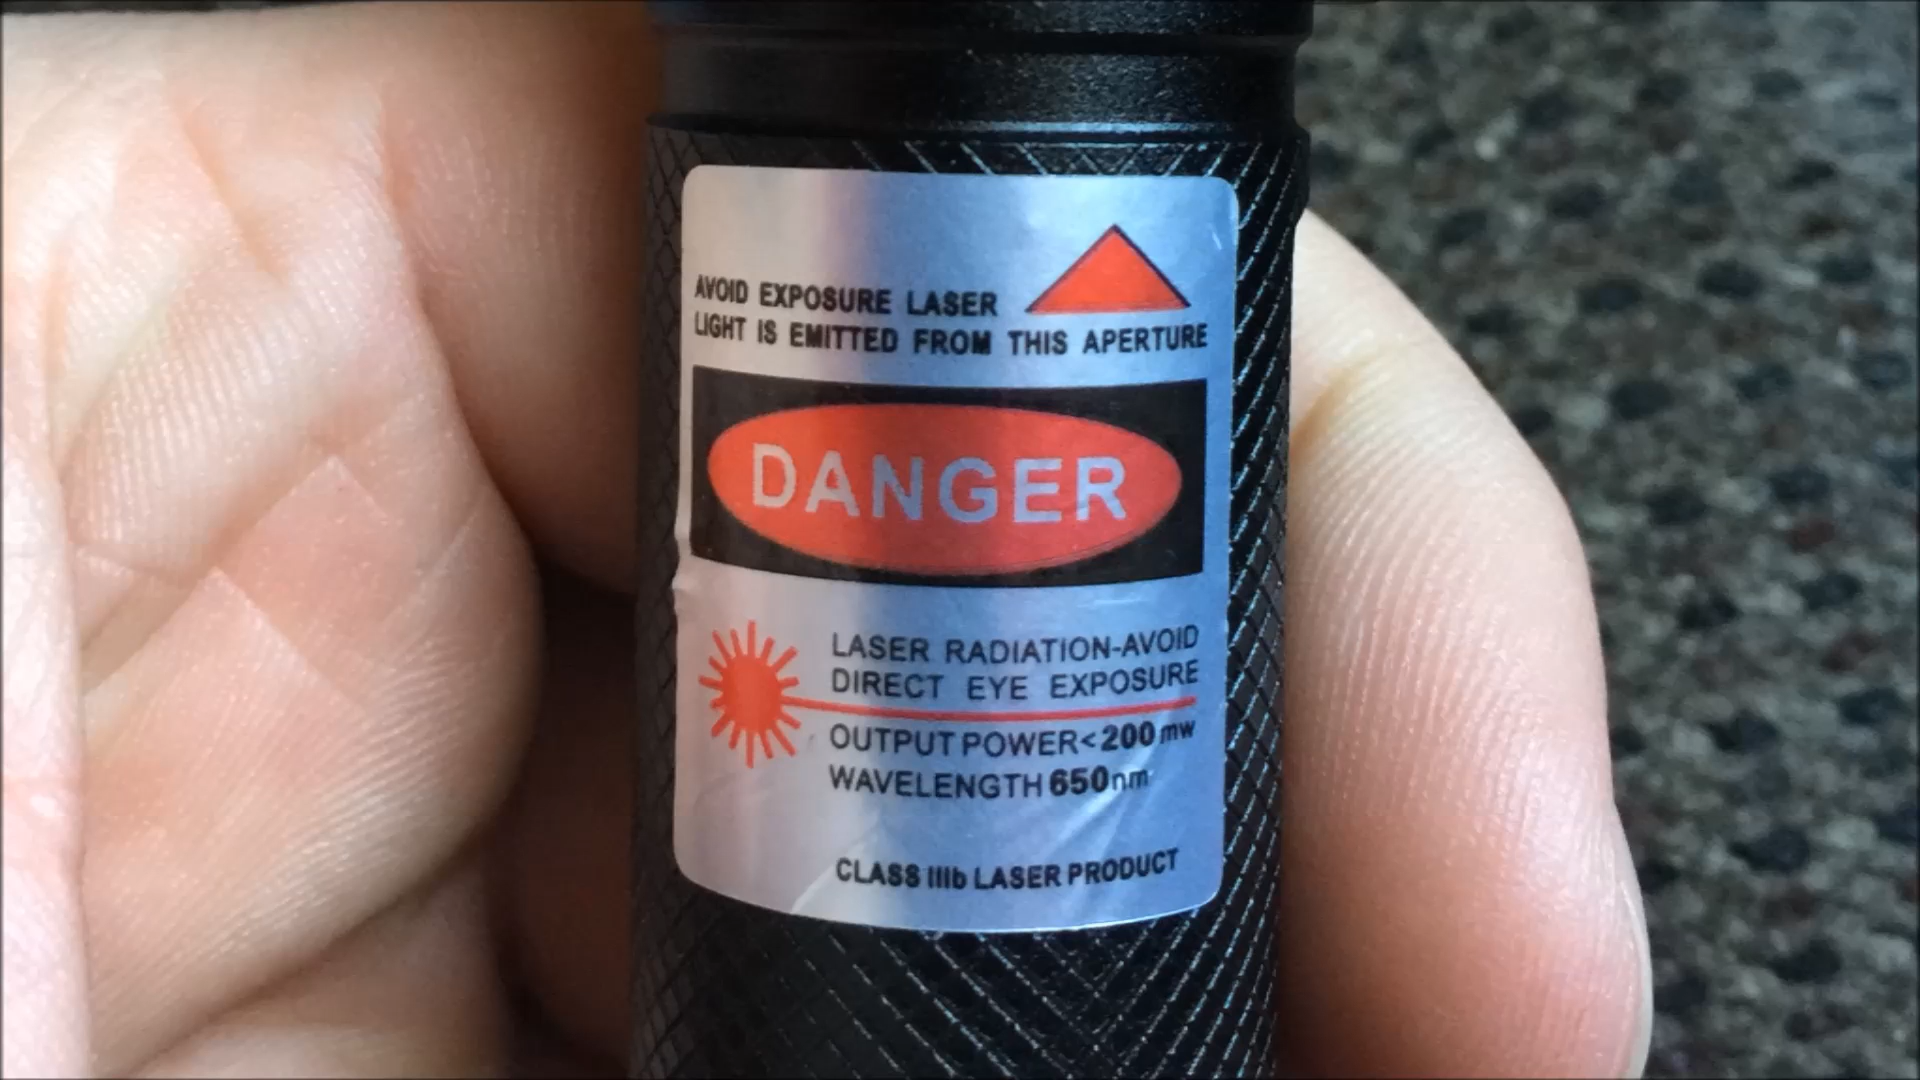 AVOID EXPOSURE LASER
LIGHT IS EMITTED FROM THIS APERTURE
DANGER
LASER RADIATION-AVOID
DIRECT EYE EXPOSURE
OUTPUT POWER<200mw
WAVELENGTH 650nm
CLASS IIIb LASER PRODUCT